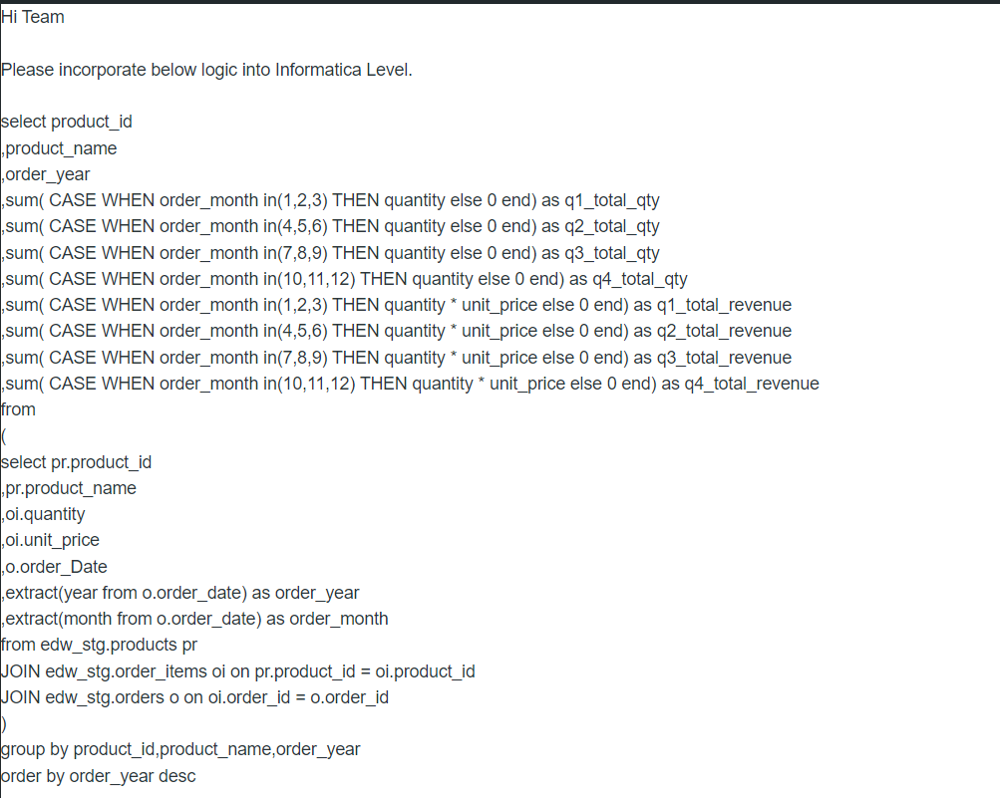 Hi Team
Please incorporate below logic into Informatica Level.
select product_id
,product_name
,order_year
,sum( CASE WHEN order_month in(1,2,3) THEN quantity else 0 end) as q1_total_qty
,sum( CASE WHEN order_month in(4,5,6) THEN quantity else 0 end) as q2_total_qty
,sum( CASE WHEN order_month in(7,8,9) THEN quantity else 0 end) as q3_total_qty
,sum( CASE WHEN order_month in(10,11,12) THEN quantity else 0 end) as q4_total_qty
,sum( CASE WHEN order_month in(1,2,3) THEN quantity * unit_price else 0 end) as q1_total_revenue
,sum( CASE WHEN order_month in(4,5,6) THEN quantity * unit_price else 0 end) as q2_total_revenue
,sum( CASE WHEN order_month in(7,8,9) THEN quantity * unit_price else 0 end) as q3_total_revenue
,sum( CASE WHEN order_month in(10,11,12) THEN quantity * unit_price else 0 end) as q4_total_revenue
from
(
select pr.product_id
,pr.product_name
,oi.quantity
,oi.unit_price
,o.order_Date
,extract(year from o.order_date) as order_year
,extract(month from o.order_date) as order_month
from edw_stg.products pr
JOIN edw_stg.order_items oi on pr.product_id = oi.product_id
JOIN edw_stg.orders o on oi.order_id = o.order_id
)
group by product_id,product_name,order_year
order by order_year desc